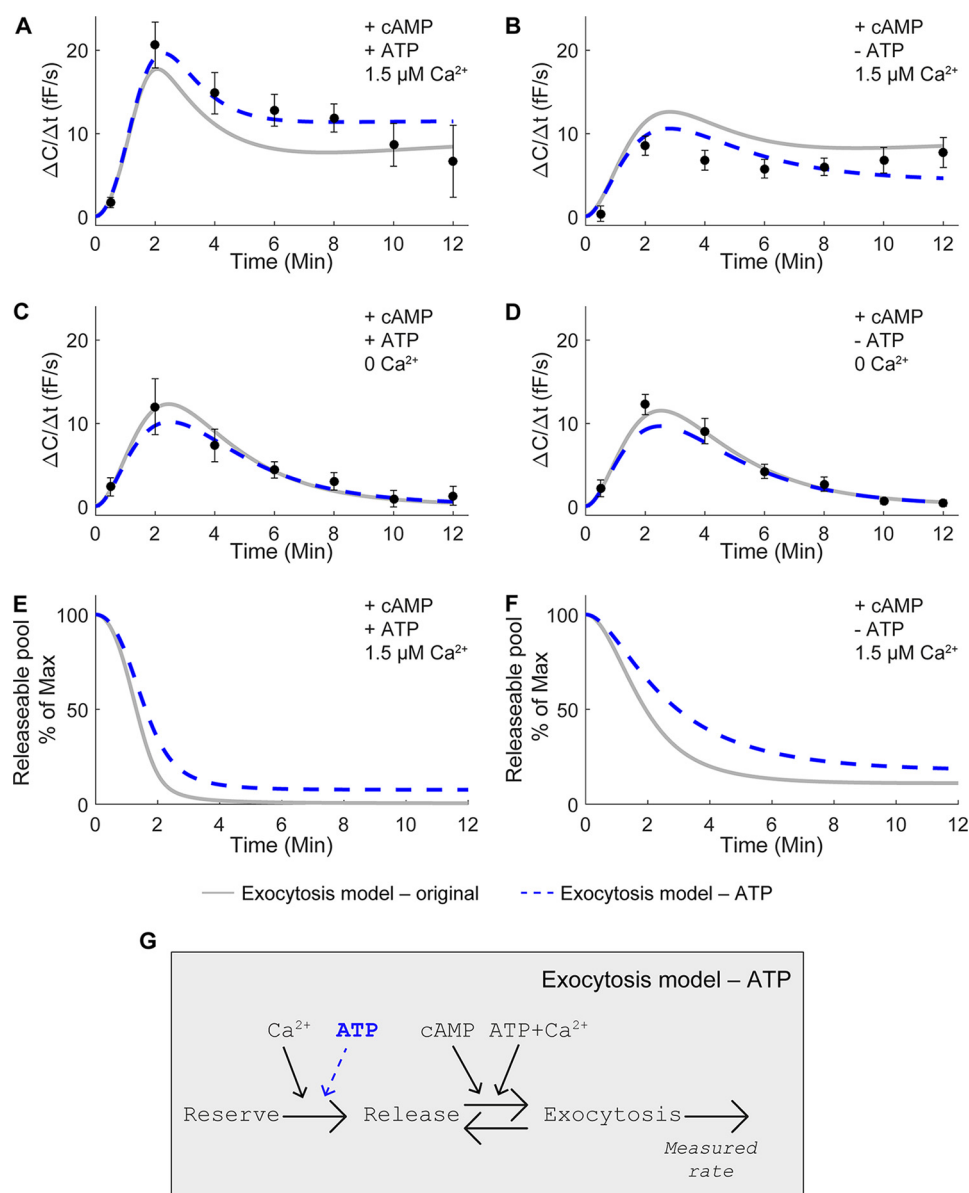 A
+ cAMP
+ ATP
1.5 µM Ca²⁺
ΔC/Δt (fF/s)
20
10
0
0 2 4 6 8 10 12
Time (Min)
B
+ cAMP
- ATP
1.5 µM Ca²⁺
ΔC/Δt (fF/s)
20
10
0
0 2 4 6 8 10 12
Time (Min)
C
+ cAMP
+ ATP
0 Ca²⁺
ΔC/Δt (fF/s)
20
10
0
0 2 4 6 8 10 12
Time (Min)
D
+ cAMP
- ATP
0 Ca²⁺
ΔC/Δt (fF/s)
20
10
0
0 2 4 6 8 10 12
Time (Min)
E
+ cAMP
+ ATP
1.5 µM Ca²⁺
Releaseable pool
% of Max
100
50
0
0 2 4 6 8 10 12
Time (Min)
F
+ cAMP
- ATP
1.5 µM Ca²⁺
Releaseable pool
% of Max
100
50
0
0 2 4 6 8 10 12
Time (Min)
Exocytosis model – original
Exocytosis model – ATP
G
Exocytosis model – ATP
Ca²⁺ ATP cAMP ATP+Ca²⁺
Reserve Release Exocytosis
Measured
rate